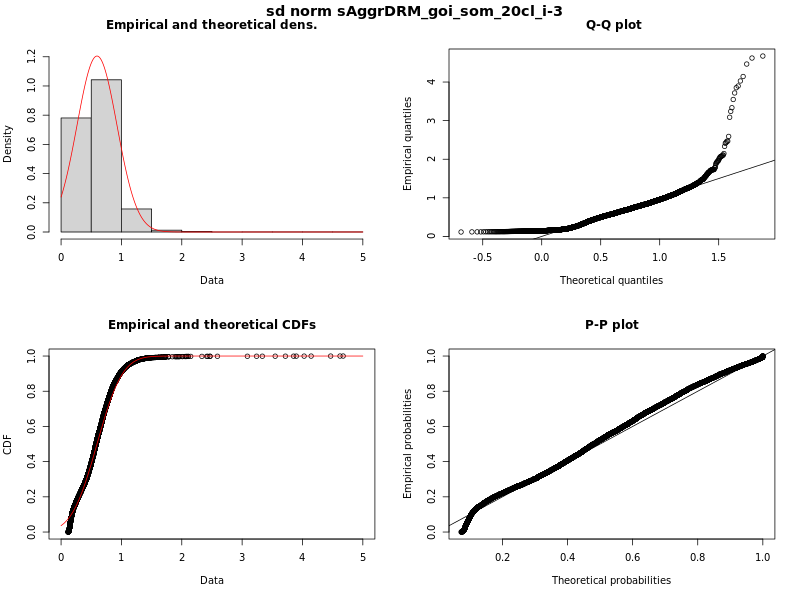 sd norm sAggrDRM_goi_som_20cl_i-3
Empirical and theoretical dens.
Density
0.0 0.2 0.4 0.6 0.8 1.0 1.2
0 1 2 3 4 5
Data
Q-Q plot
Empirical quantiles
0 1 2 3 4
-0.5 0.0 0.5 1.0 1.5
Theoretical quantiles
Empirical and theoretical CDFs
CDF
0.0 0.2 0.4 0.6 0.8 1.0
0 1 2 3 4 5
Data
P-P plot
Empirical probabilities
0.0 0.2 0.4 0.6 0.8 1.0
0.2 0.4 0.6 0.8 1.0
Theoretical probabilities